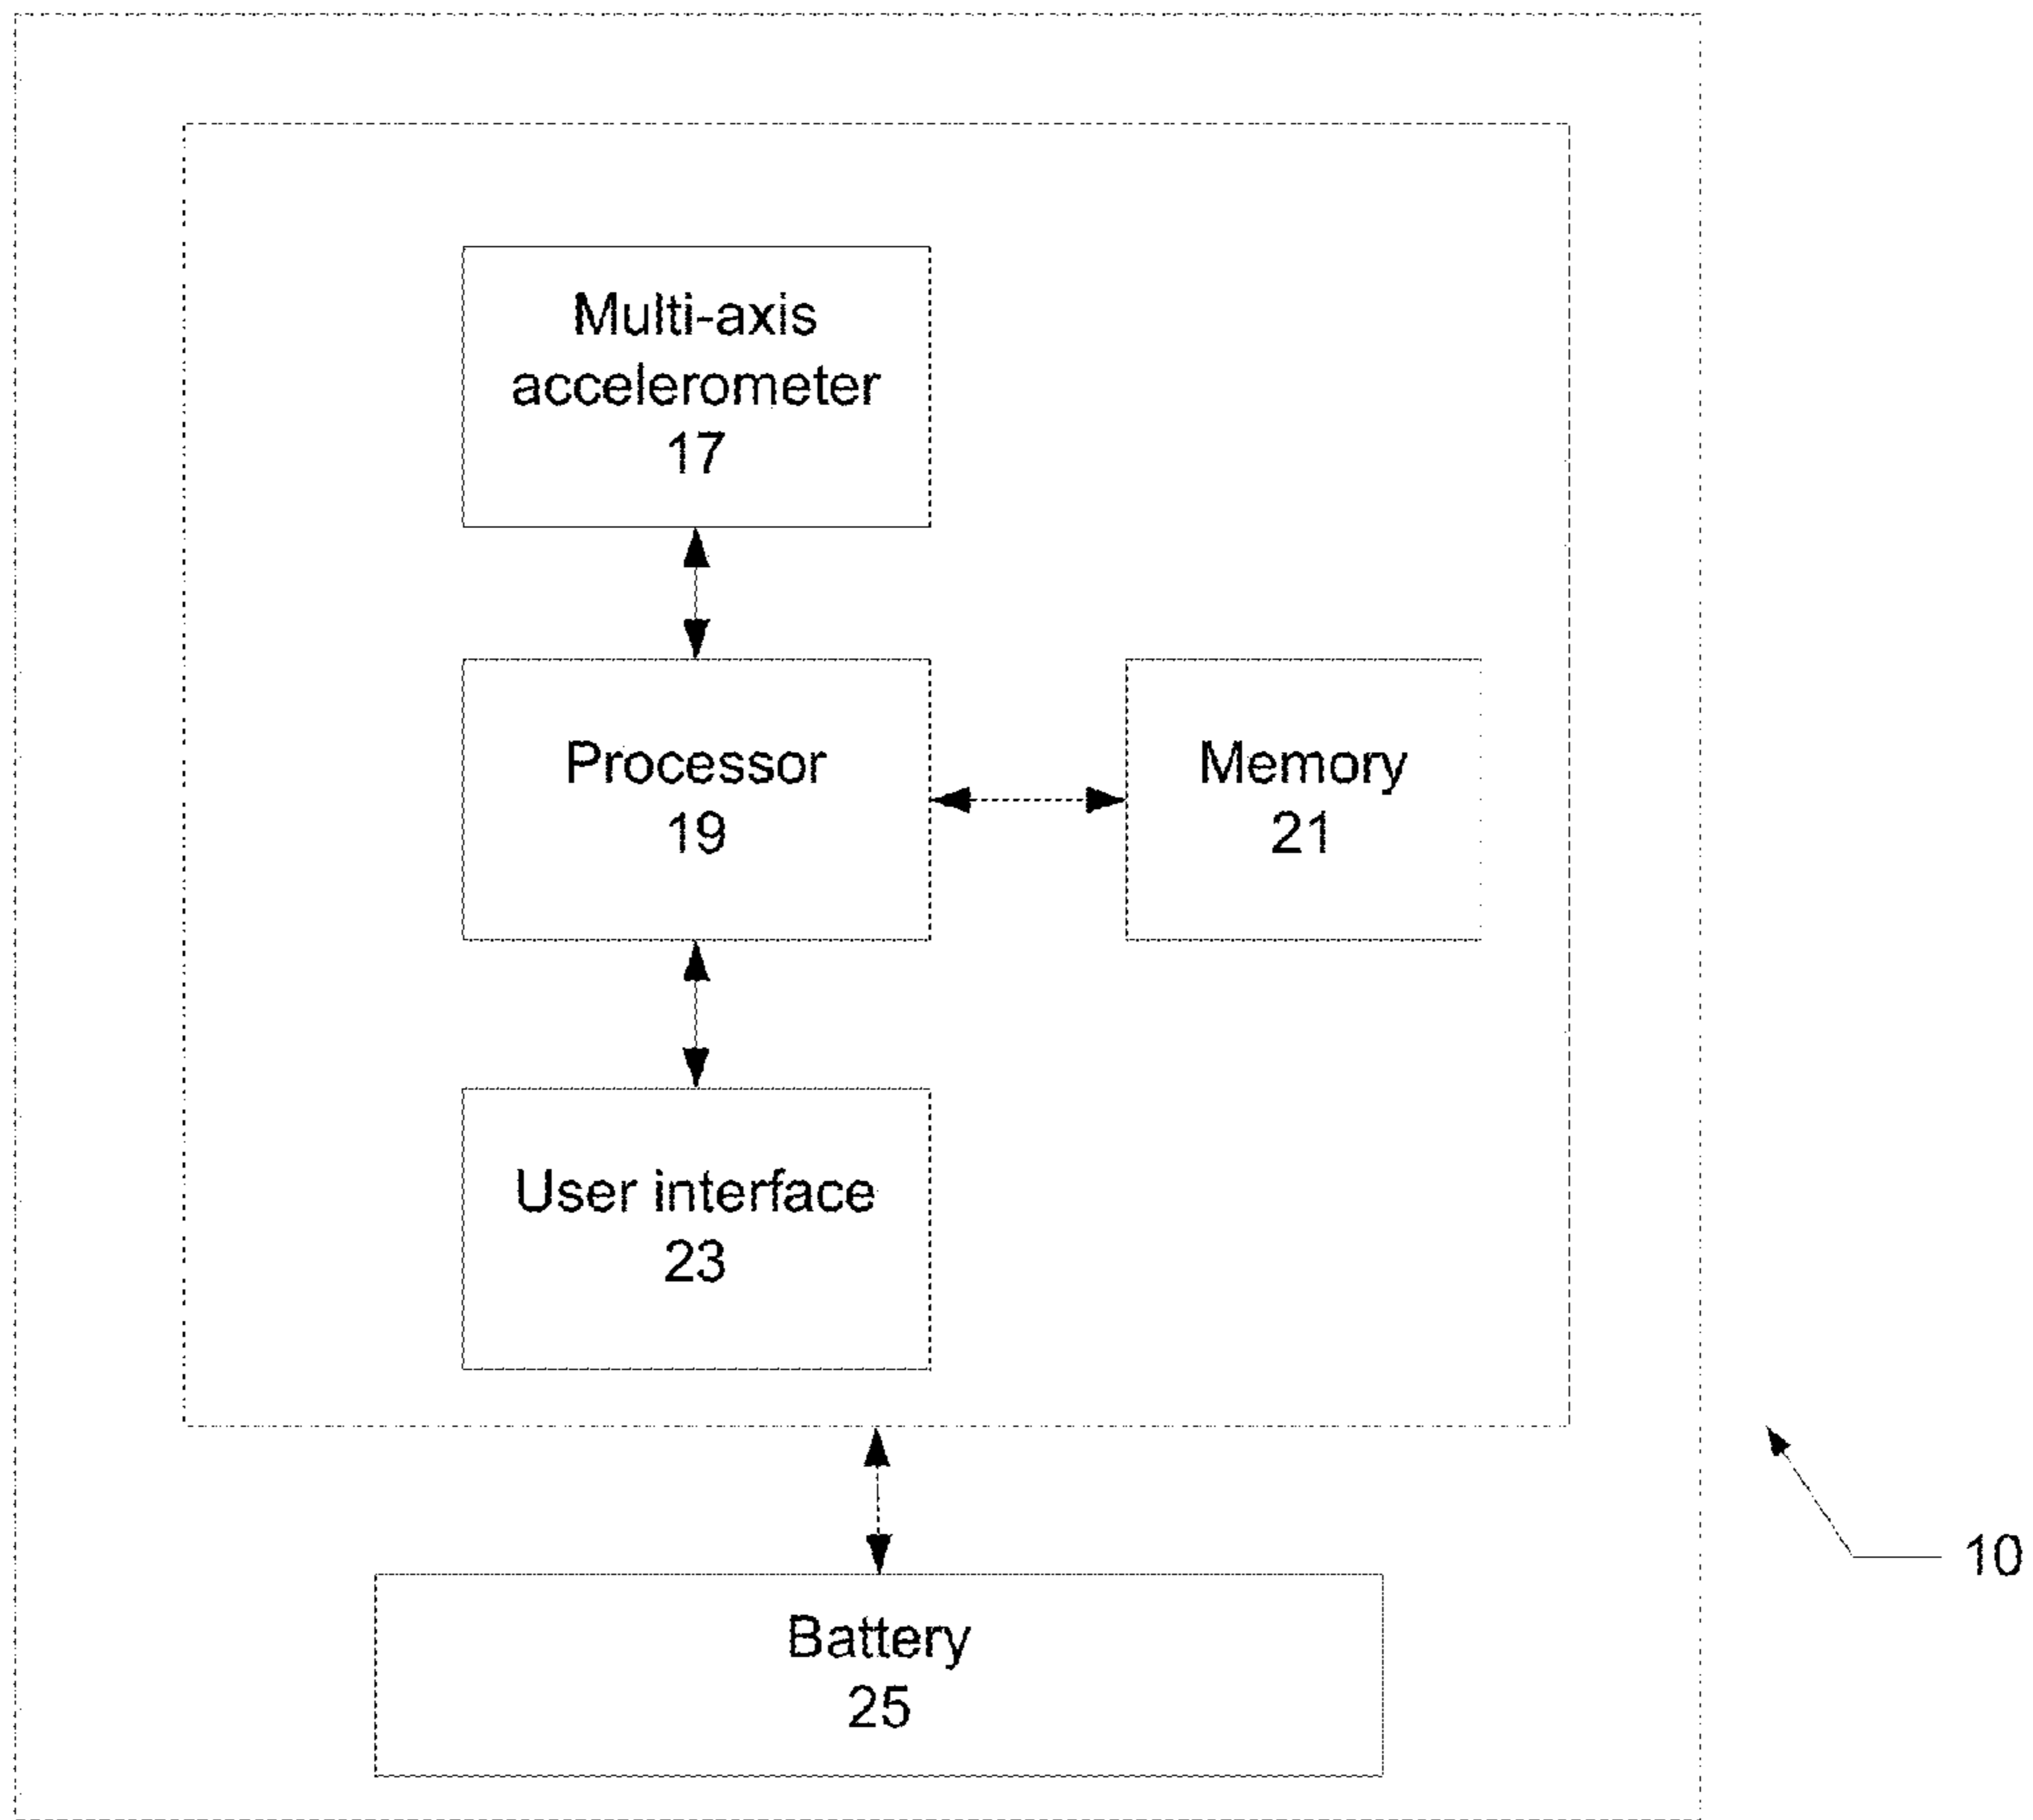 Multi-axis
accelerometer
17
Processor
19
Memory
21
User interface
23
Battery
25
10